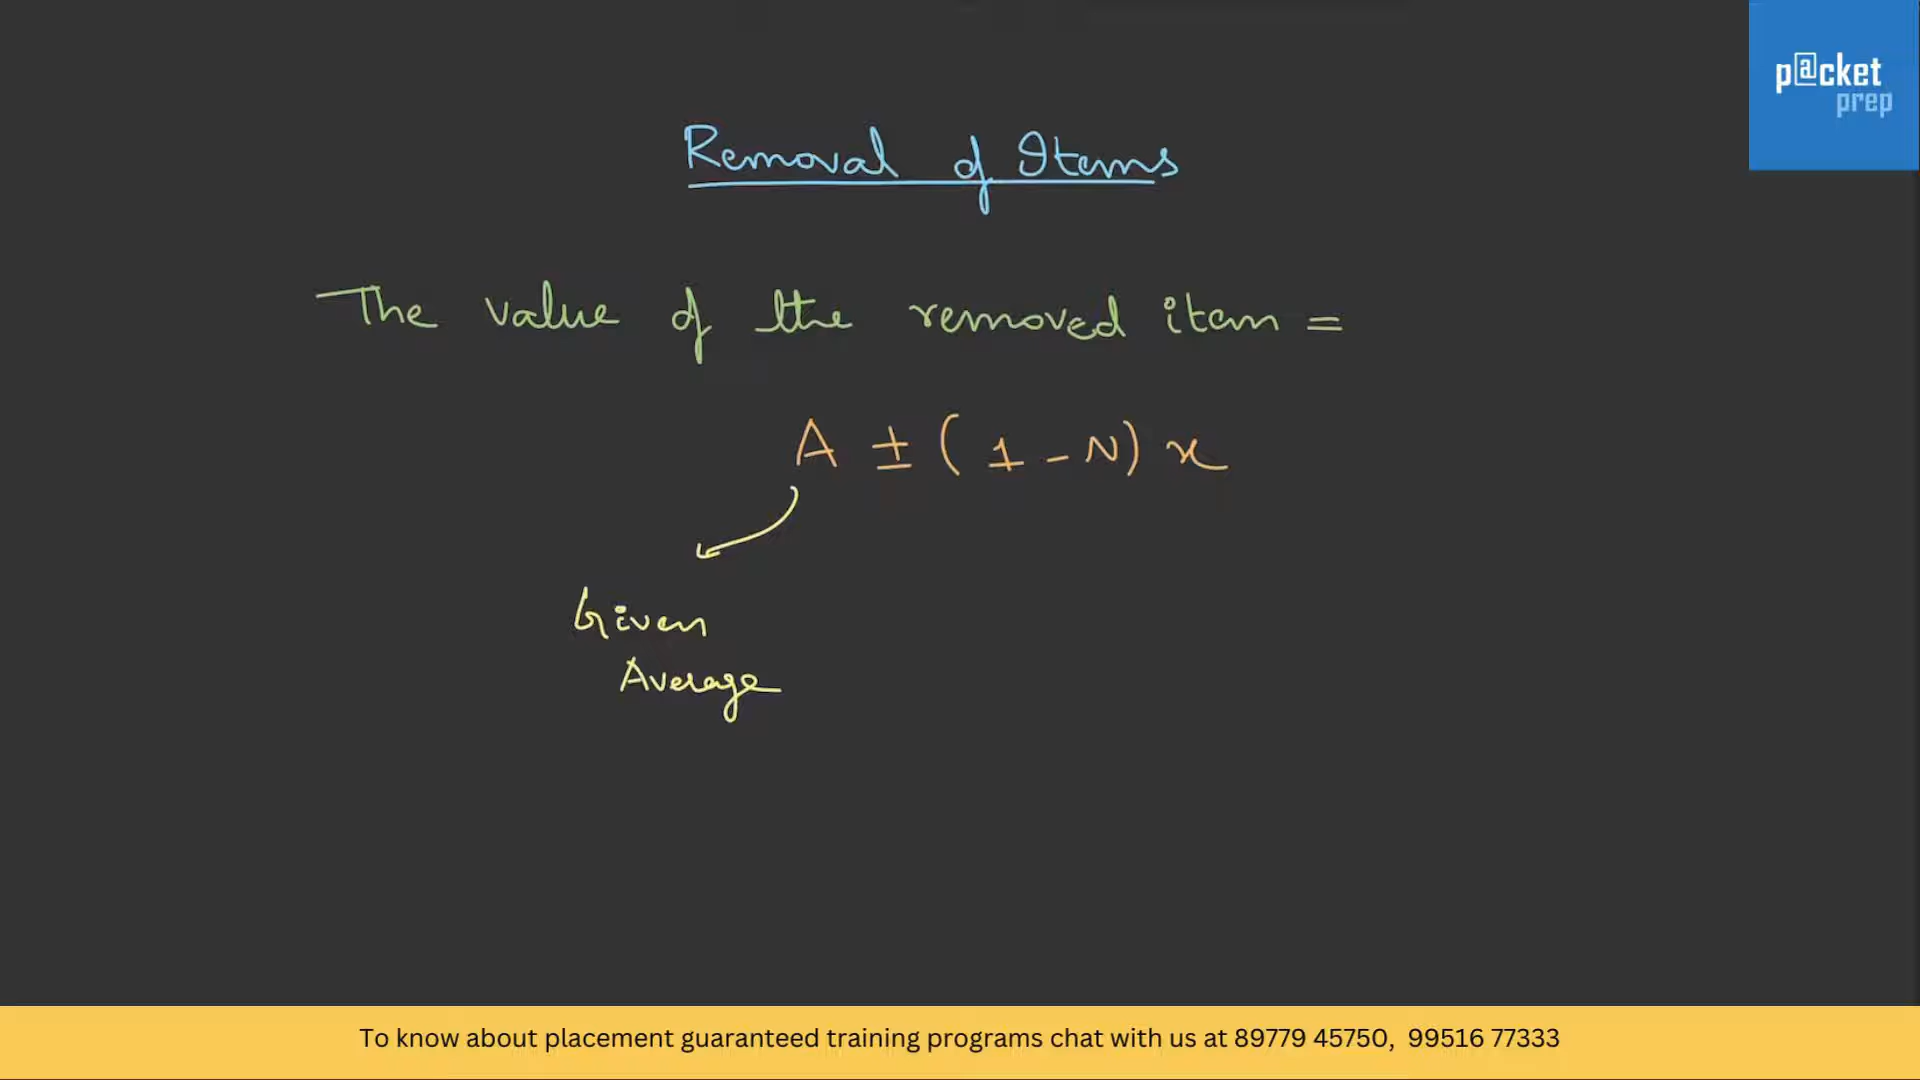 p@cket
prep
Removal of Items
The value of the removed item =
A ± (1 - N) x
Given
Average
To know about placement guaranteed training programs chat with us at 89779 45750, 99516 77333